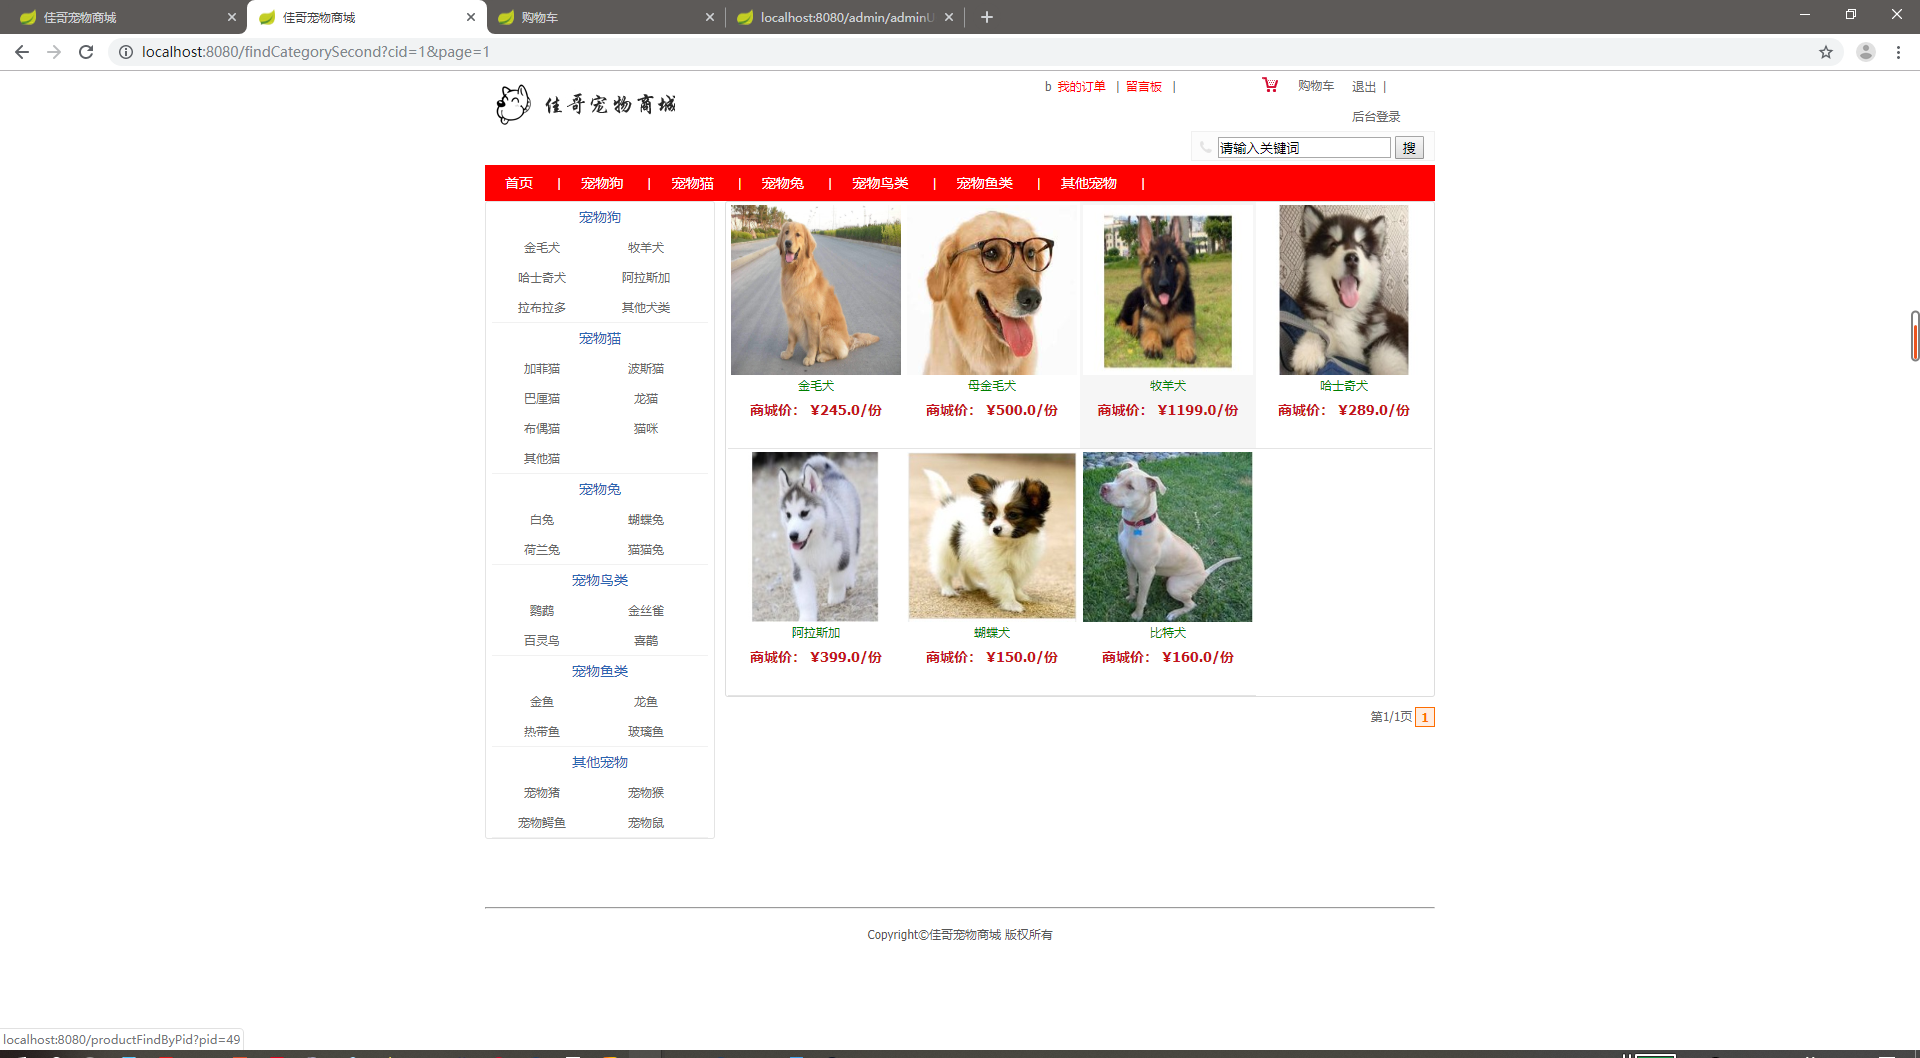 佳哥宠物商城
佳哥宠物商城
购物车
localhost:8080/admin/adminU
localhost:8080/findCategorySecond?cid=1&page=1
佳哥宠物商城
b 我的订单 | 留言板 |
购物车 退出 |
后台登录
请输入关键词 搜
首页 | 宠物狗 | 宠物猫 | 宠物兔 | 宠物鸟类 | 宠物鱼类 | 其他宠物 |
宠物狗
金毛犬 牧羊犬
哈士奇犬 阿拉斯加
拉布拉多 其他犬类
宠物猫
加菲猫 波斯猫
巴厘猫 龙猫
布偶猫 猫咪
其他猫
宠物兔
白兔 蝴蝶兔
荷兰兔 猫猫兔
宠物鸟类
鹦鹉 金丝雀
百灵鸟 喜鹊
宠物鱼类
金鱼 龙鱼
热带鱼 玻璃鱼
其他宠物
宠物猪 宠物猴
宠物鳄鱼 宠物鼠
金毛犬 母金毛犬 牧羊犬 哈士奇犬
商城价： ¥245.0/份 商城价： ¥500.0/份 商城价： ¥1199.0/份 商城价： ¥289.0/份
阿拉斯加 蝴蝶犬 比特犬
商城价： ¥399.0/份 商城价： ¥150.0/份 商城价： ¥160.0/份
第1/1页 1
Copyright©佳哥宠物商城 版权所有
localhost:8080/productFindByPid?pid=49